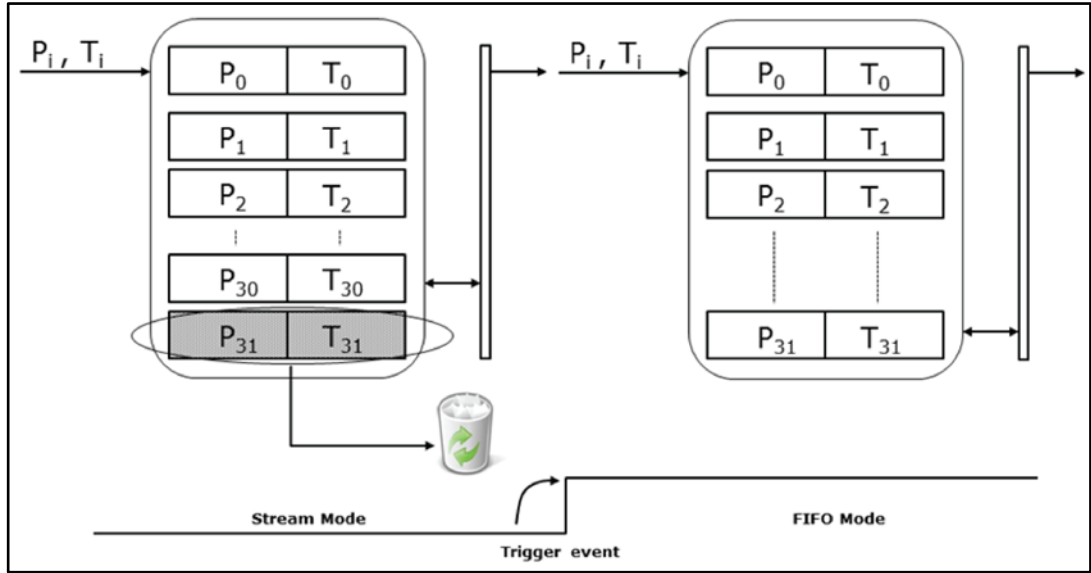 P₀ T₀
Pᵢ , Tᵢ
P₁ T₁
P₂ T₂
P₃₀ T₃₀
P₃₁ T₃₁
Pᵢ , Tᵢ
P₀ T₀
P₁ T₁
P₂ T₂
P₃₁ T₃₁
Stream Mode
Trigger event
FIFO Mode